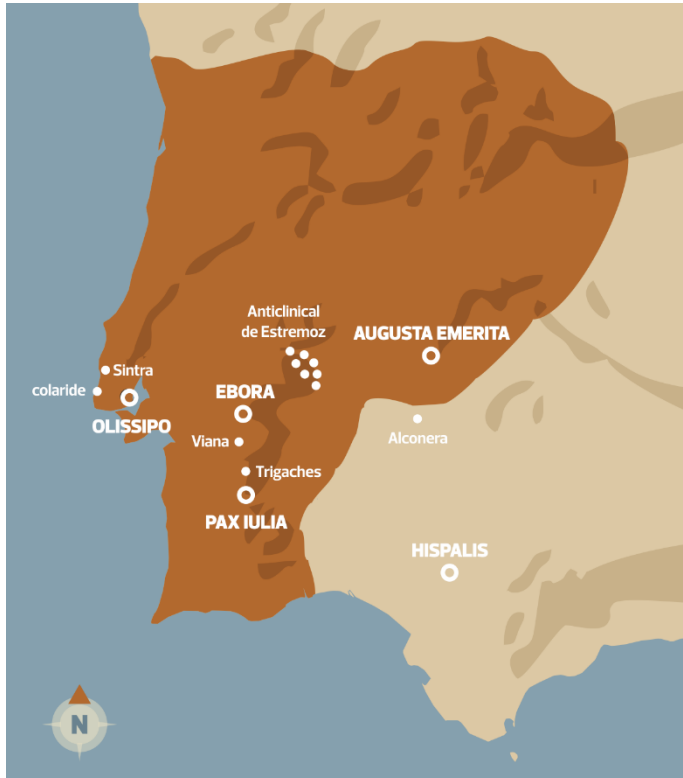 Anticlinical
de Estremoz
AUGUSTA EMERITA
Sintra
colaride
EBORA
OLISSIPO
Alconera
Viana
Trigaches
PAX IULIA
HISPALIS
N